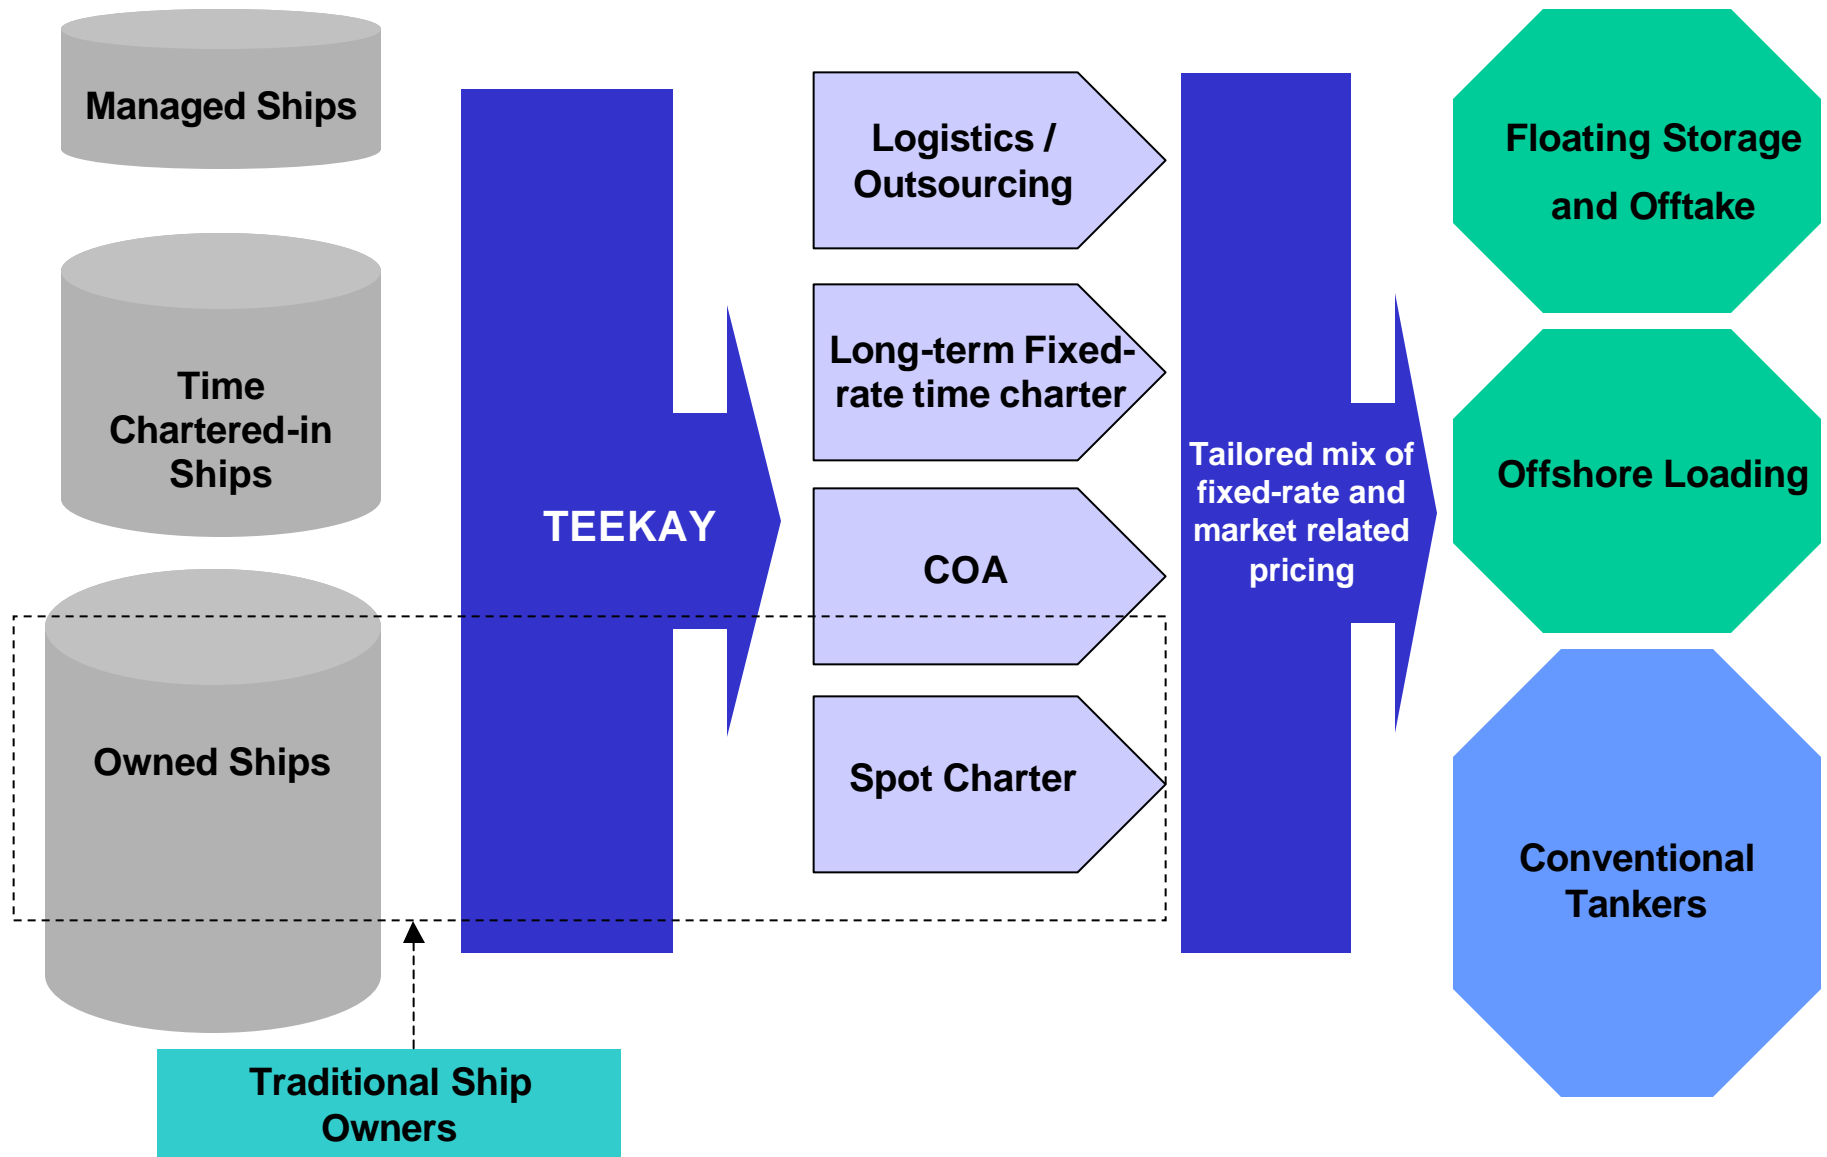 Managed Ships
Time
Chartered-in
Ships
Owned Ships
Traditional Ship
Owners
TEEKAY
Logistics /
Outsourcing
Long-term Fixed-
rate time charter
COA
Spot Charter
Tailored mix of
fixed-rate and
market related
pricing
Floating Storage
and Offtake
Offshore Loading
Conventional
Tankers